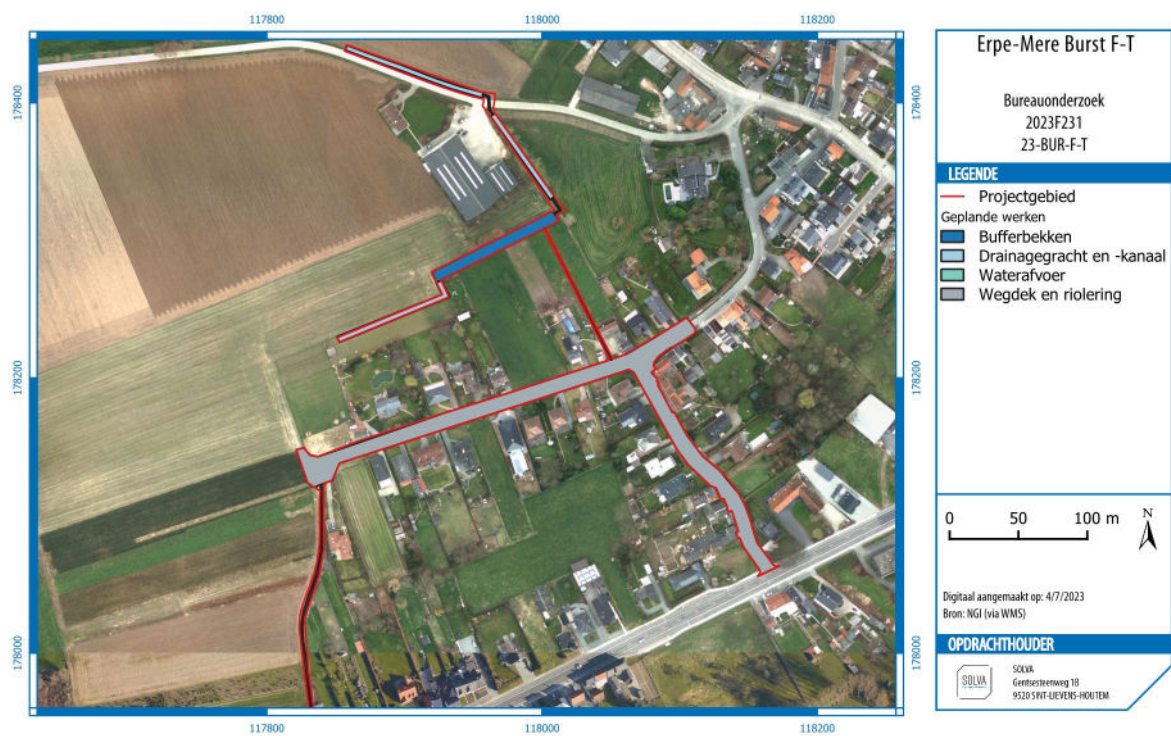 117800
118000
118200
178400
178400
178200
178200
178000
178000
117800
118000
118200
Erpe-Mere Burst F-T
Bureauonderzoek
2023F231
23-BUR-F-T
LEGENDE
Projectgebied
Geplande werken
Bufferbekken
Drainagegracht en -kanaal
Waterafvoer
Wegdek en riolering
0 50 100 m
N
Digitaal aangemaakt op: 4/7/2023
Bron: NGI (via WMS)
OPDRACHTHOUDER
SOLVA
SOLVA
Gentsesteenweg 1B
9520 SINT-LIEVENS-HOUTEM